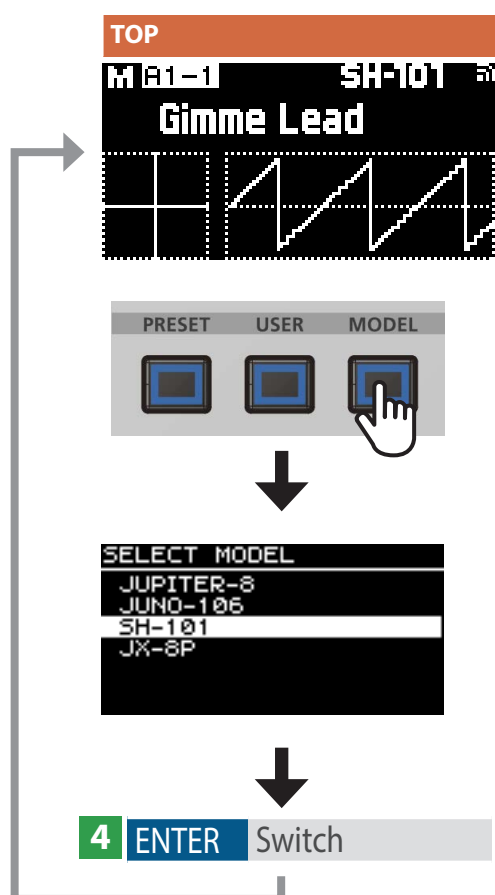 TOP
M A1-1 SH-101
Gimme Lead
PRESET USER MODEL
SELECT MODEL
JUPITER-8
JUNO-106
SH-101
JX-8P
4 ENTER Switch